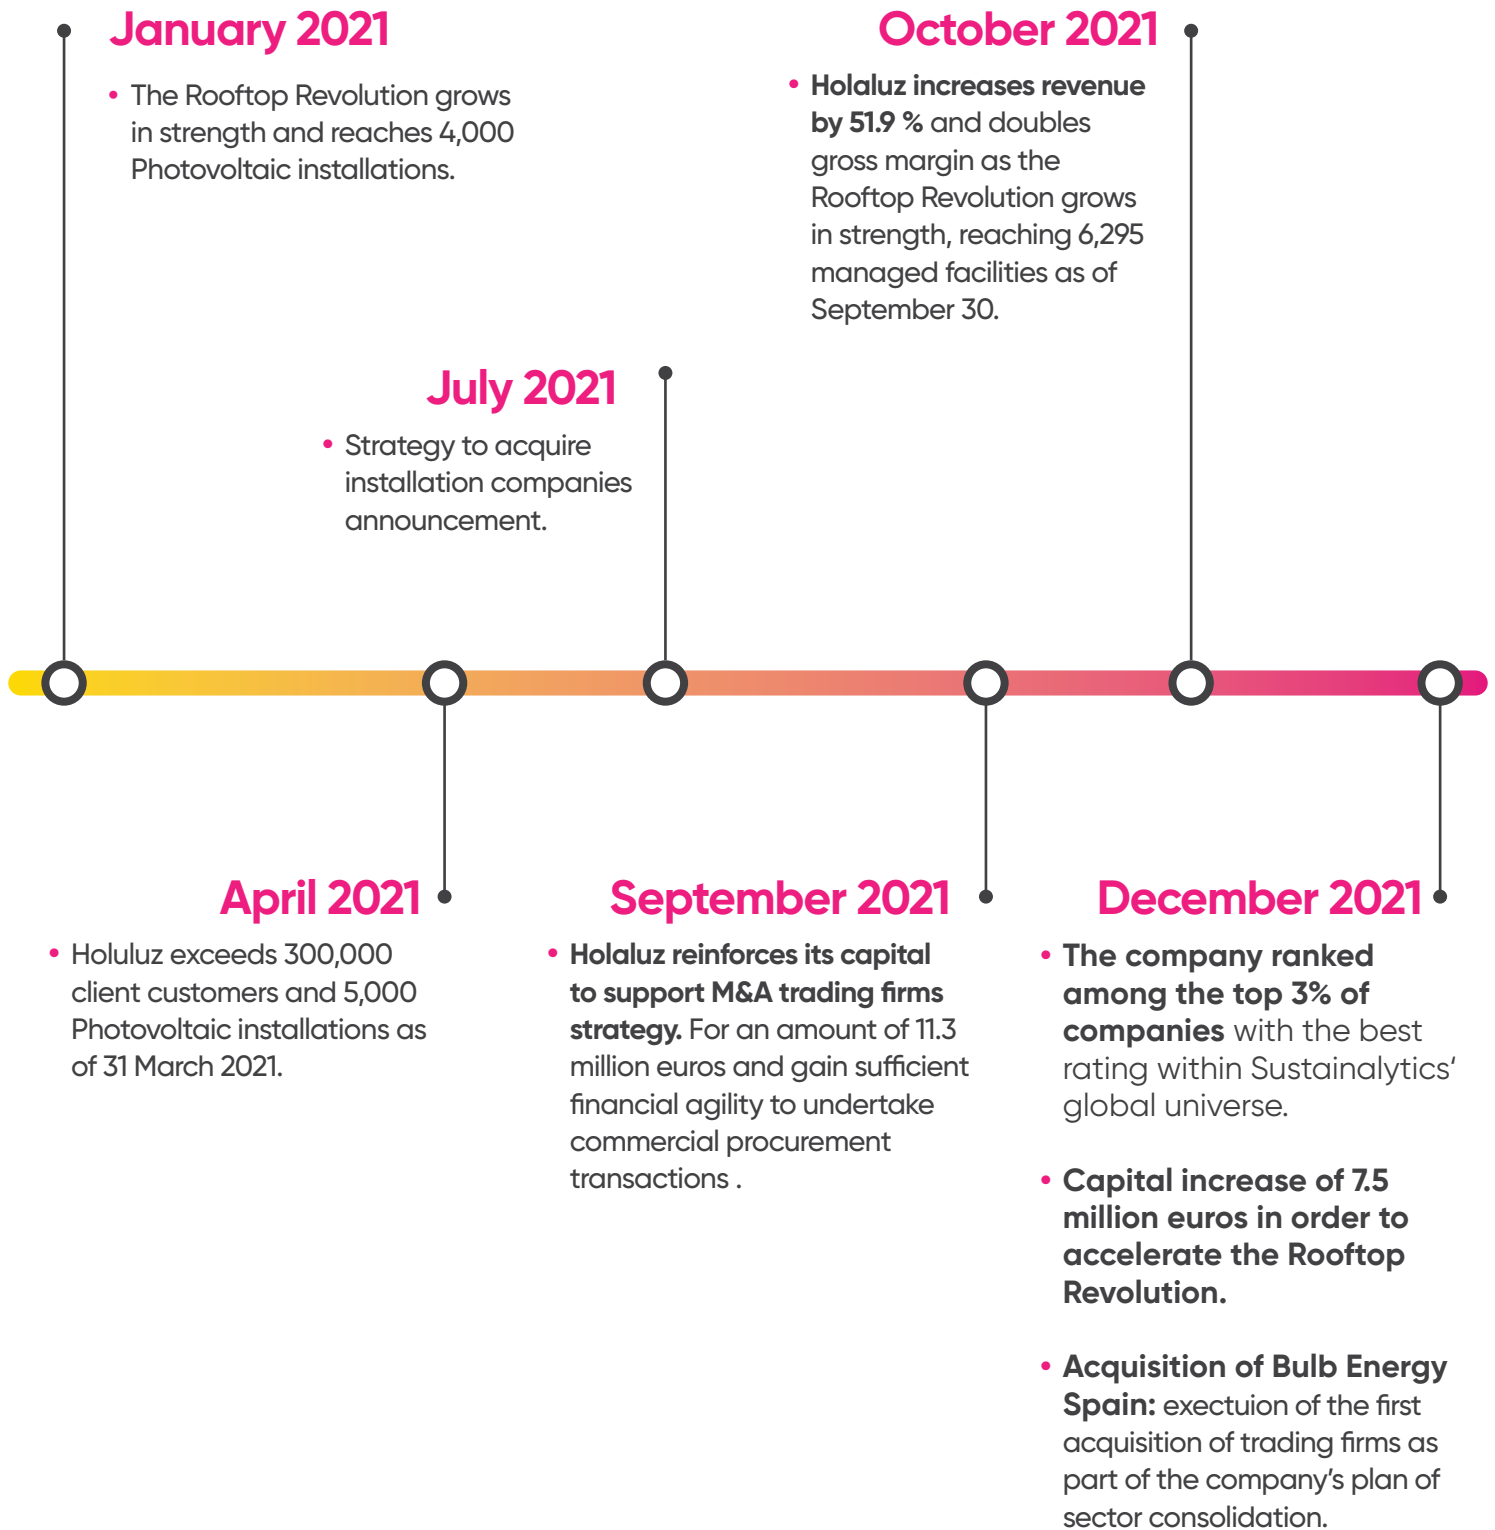 January 2021
• The Rooftop Revolution grows
in strength and reaches 4,000
Photovoltaic installations.
October 2021
• Holaluz increases revenue
by 51.9 % and doubles
gross margin as the
Rooftop Revolution grows
in strength, reaching 6,295
managed facilities as of
September 30.
July 2021
• Strategy to acquire
installation companies
announcement.
April 2021
• Holuluz exceeds 300,000
client customers and 5,000
Photovoltaic installations as
of 31 March 2021.
September 2021
• Holaluz reinforces its capital
to support M&A trading firms
strategy. For an amount of 11.3
million euros and gain sufficient
financial agility to undertake
commercial procurement
transactions .
December 2021
• The company ranked
among the top 3% of
companies with the best
rating within Sustainalytics‘
global universe.
• Capital increase of 7.5
million euros in order to
accelerate the Rooftop
Revolution.
• Acquisition of Bulb Energy
Spain: exectuion of the first
acquisition of trading firms as
part of the company’s plan of
sector consolidation.